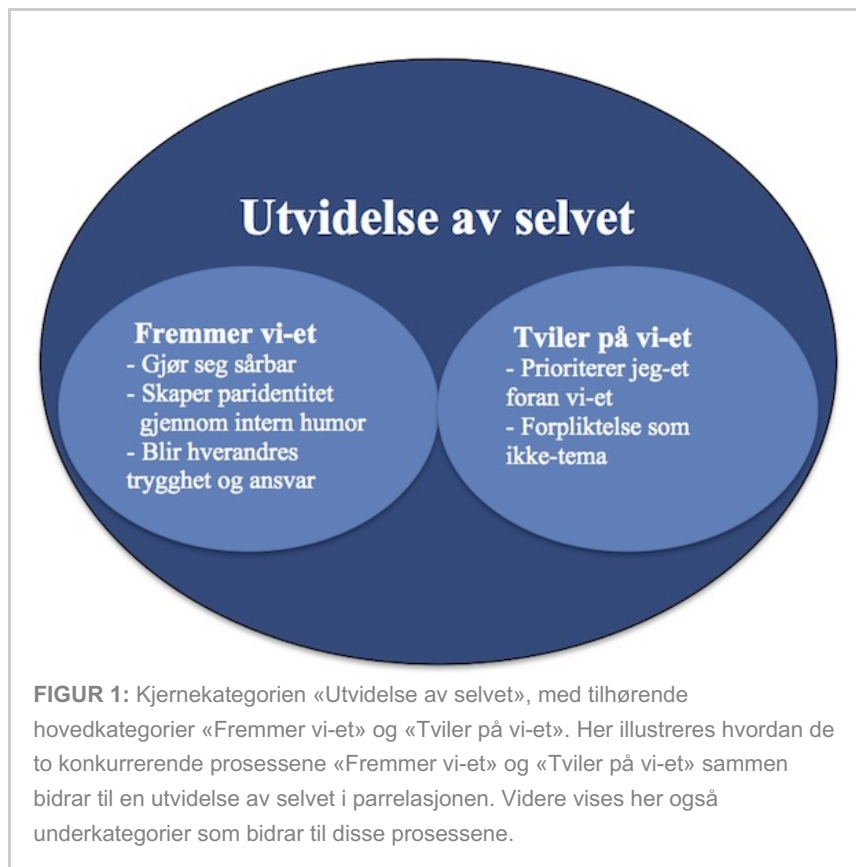 Utvidelse av selvet
Fremmer vi-et
- Gjør seg sårbar
- Skaper paridentitet
gjennom intern humor
- Blir hverandres
trygghet og ansvar
Tviler på vi-et
- Prioriterer jeg-et
foran vi-et
- Forpliktelse som
ikke-tema
FIGUR 1: Kjernekategorien «Utvidelse av selvet», med tilhørende
hovedkategorier «Fremmer vi-et» og «Tviler på vi-et». Her illustreres hvordan de
to konkurrerende prosessene «Fremmer vi-et» og «Tviler på vi-et» sammen
bidrar til en utvidelse av selvet i parrelasjonen. Videre vises her også
underkategorier som bidrar til disse prosessene.